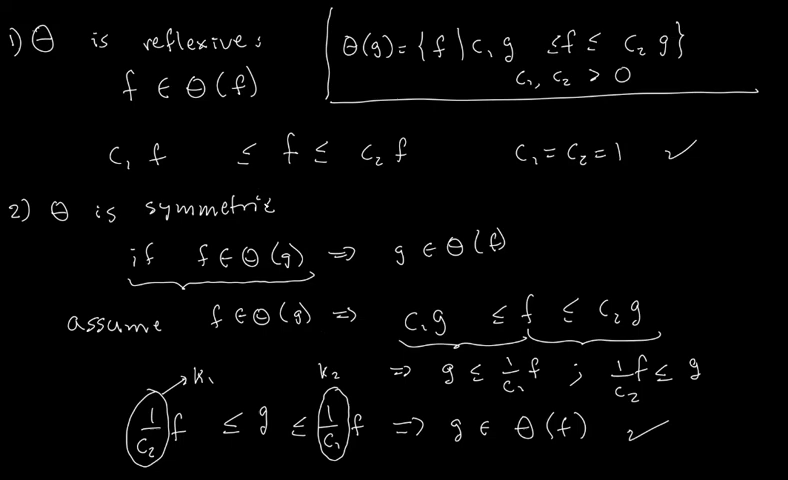 1) Θ is reflexive:
f ∈ Θ(f)
Θ(g) = { f | c₁ g ≤ f ≤ c₂ g }
c₁, c₂ > 0
c₁ f ≤ f ≤ c₂ f c₁ = c₂ = 1 ✓
2) Θ is symmetric
if f ∈ Θ(g) ⇒ g ∈ Θ(f)
assume f ∈ Θ(g) ⇒ c₁g ≤ f ≤ c₂ g
⇒ g ≤ 1/c₁ f ; 1/c₂ f ≤ g
k₁ k₂
1/c₂ f ≤ g ≤ 1/c₁ f ⇒ g ∈ Θ(f) ✓